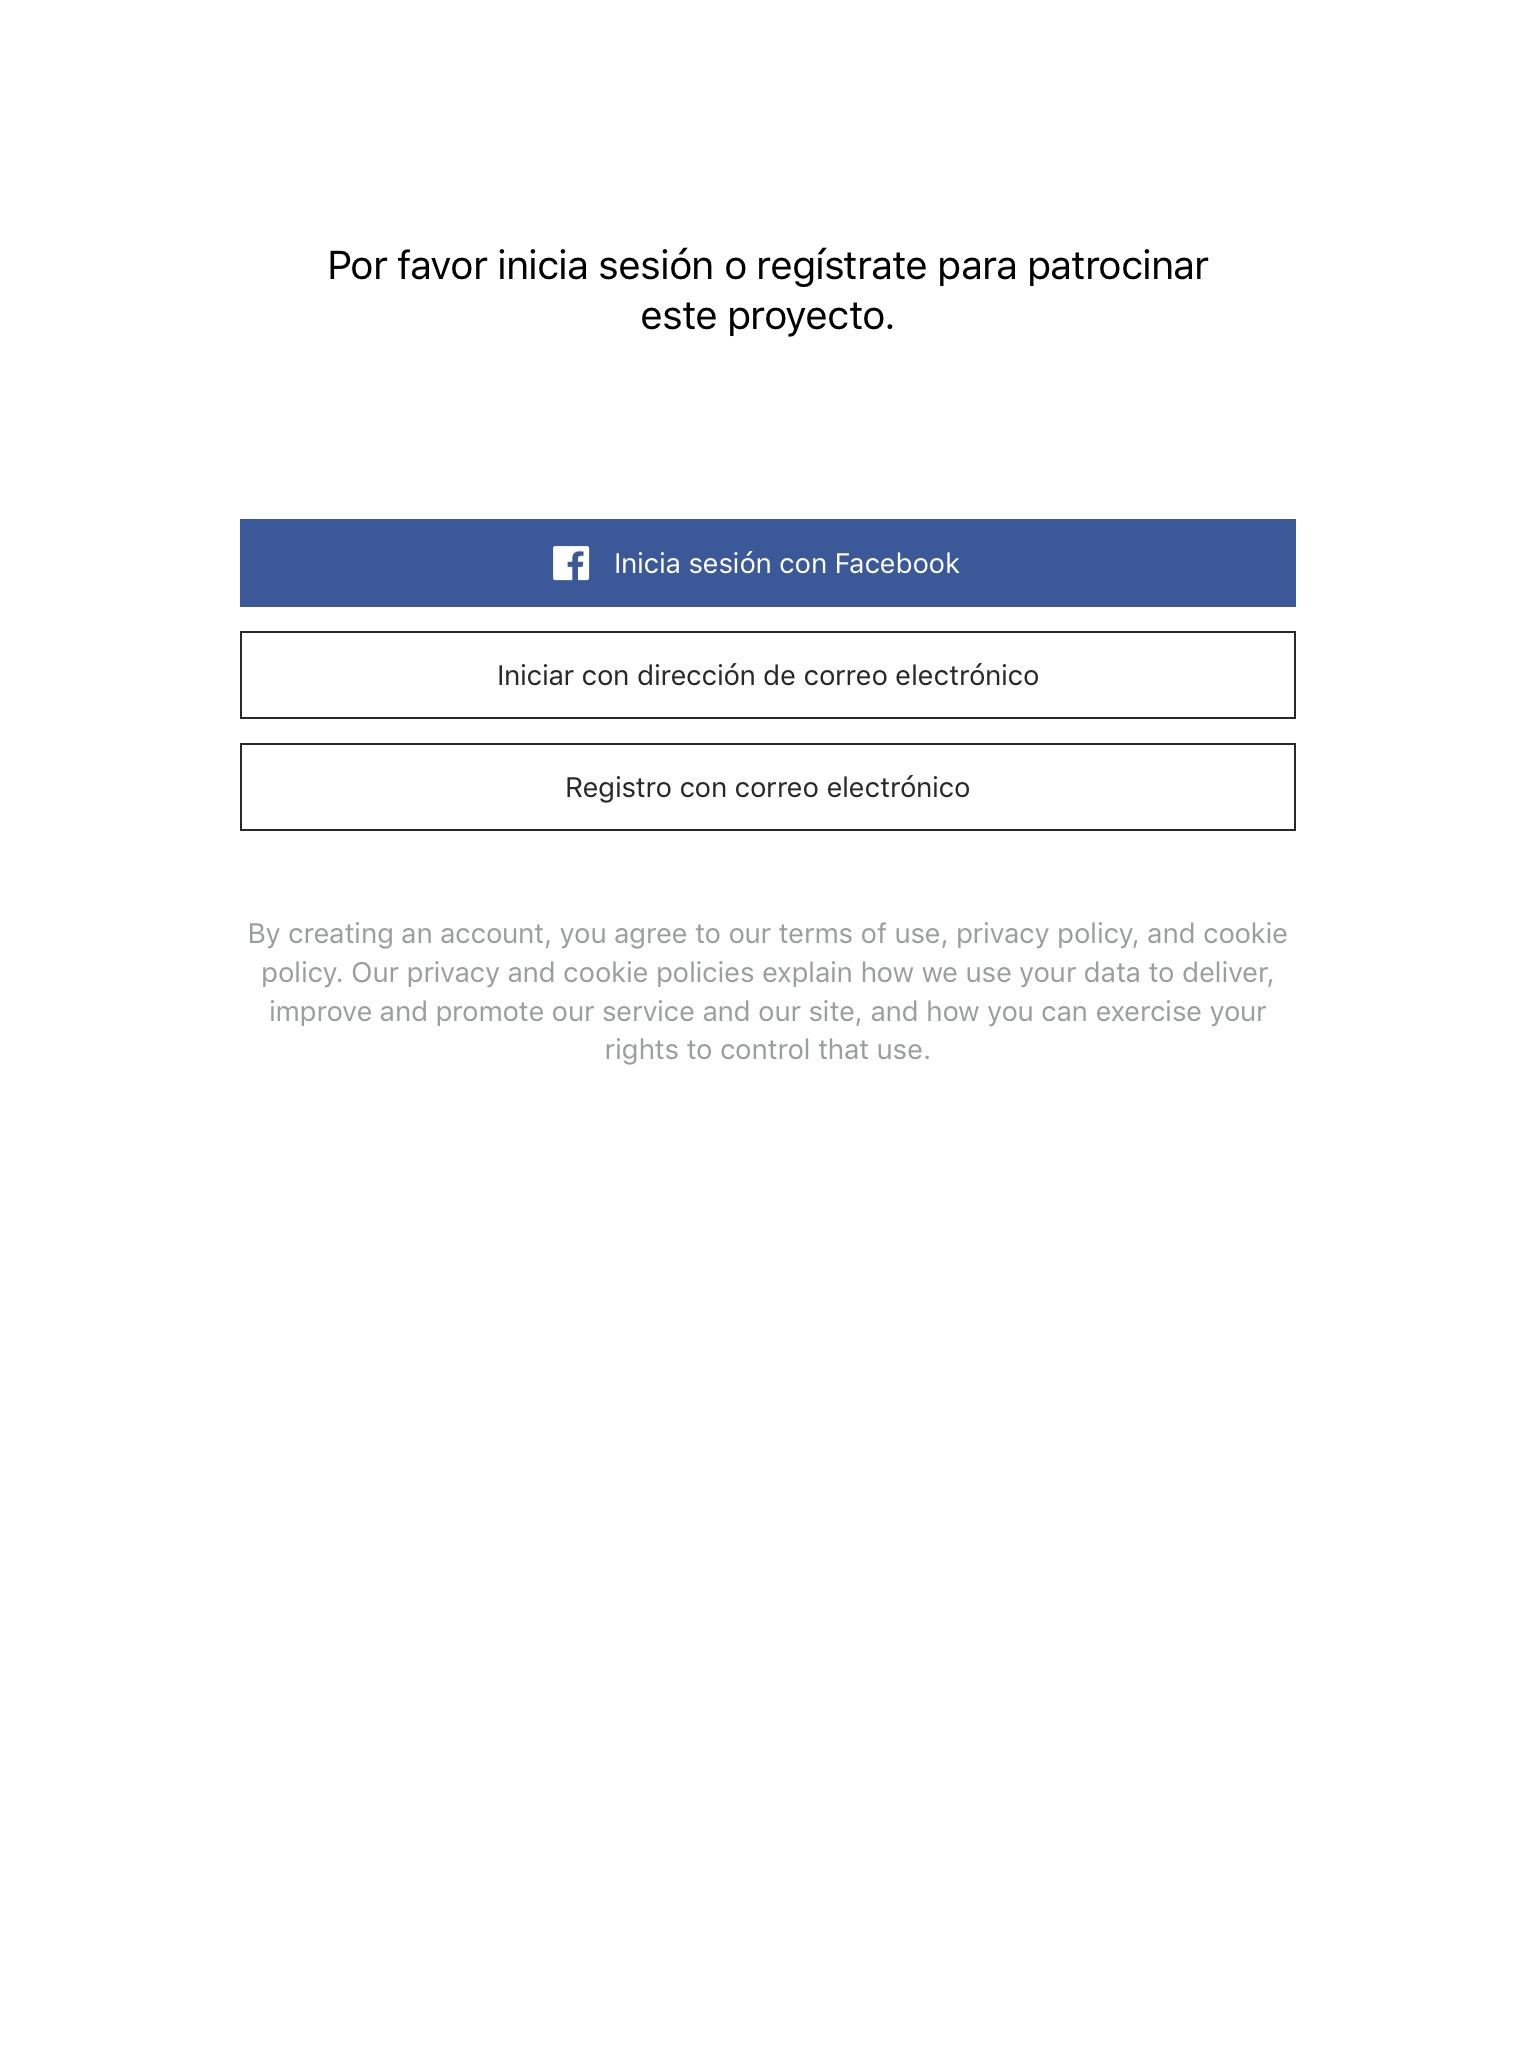 Por favor inicia sesión o regístrate para patrocinar
este proyecto.
Inicia sesión con Facebook
Iniciar con dirección de correo electrónico
Registro con correo electrónico
By creating an account, you agree to our terms of use, privacy policy, and cookie
policy. Our privacy and cookie policies explain how we use your data to deliver,
improve and promote our service and our site, and how you can exercise your
rights to control that use.